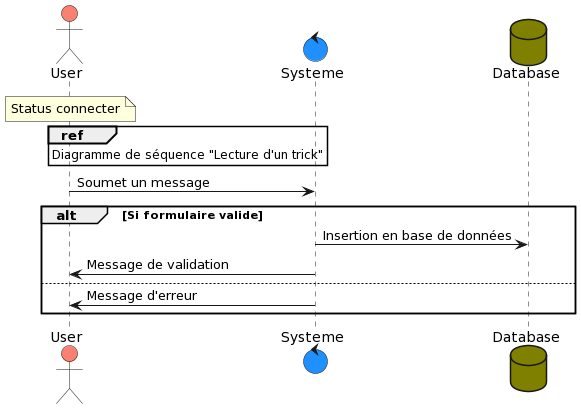 User
Systeme
Database
Status connecter
ref
Diagramme de séquence "Lecture d'un trick"
Soumet un message
alt [Si formulaire valide]
Insertion en base de données
Message de validation
Message d'erreur
User
Systeme
Database